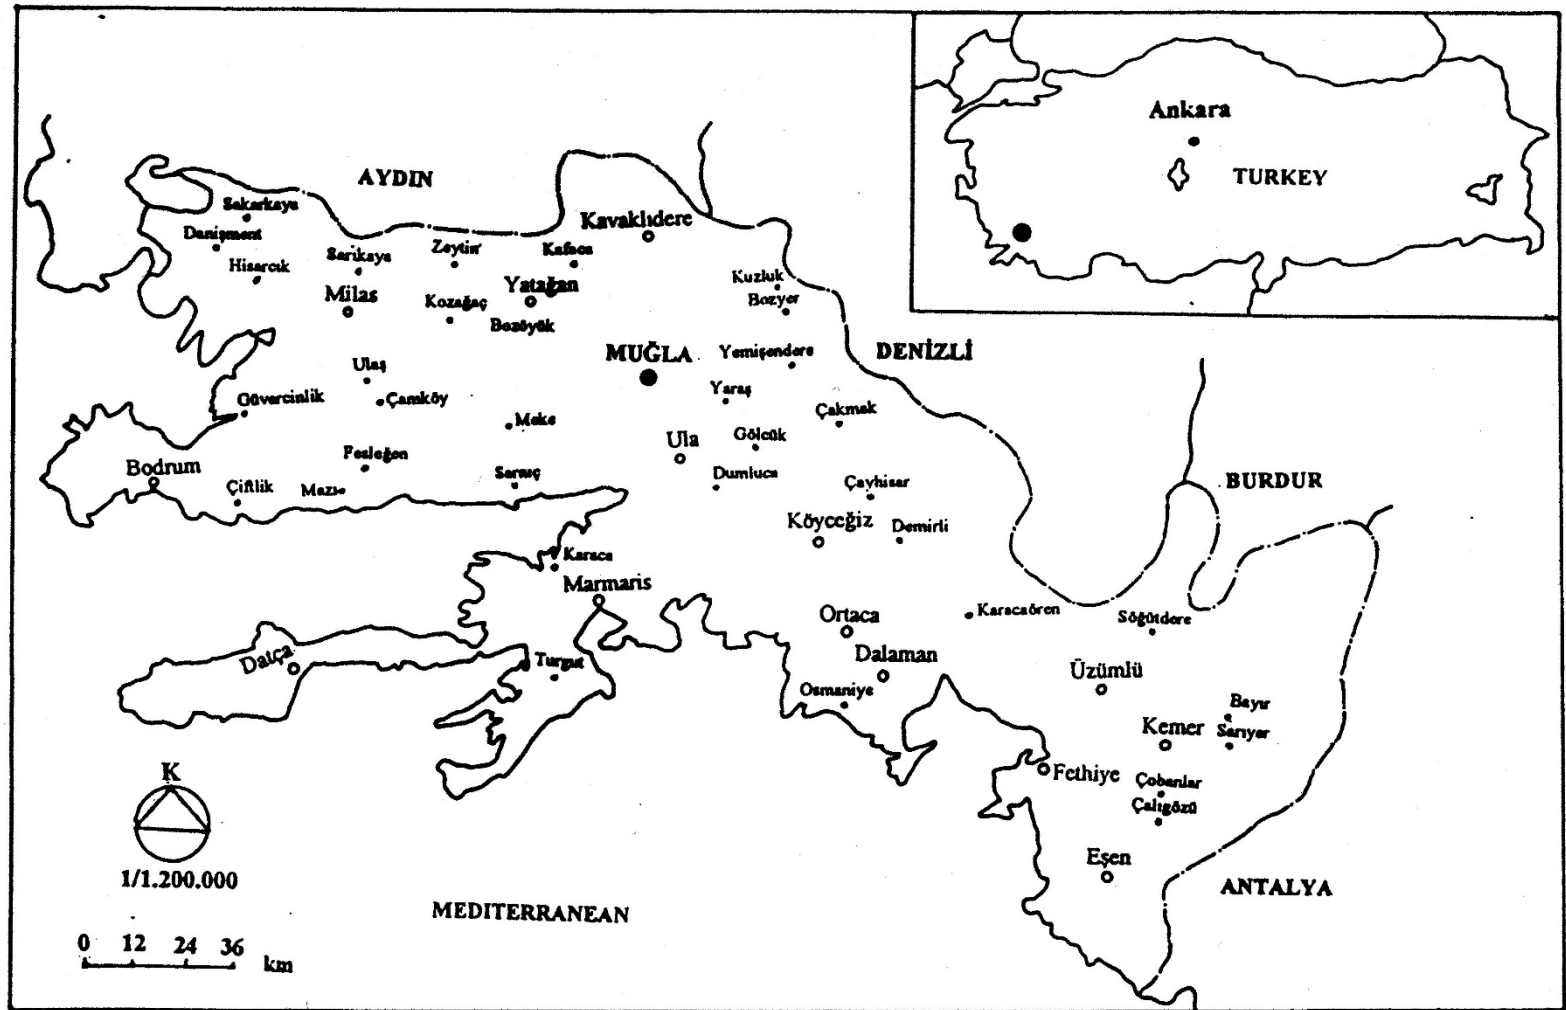 Ankara
TURKEY
AYDIN
Sakarkaya
Kavaklıdere
Danişment
Zeytin
Kafaca
Sarikaya
Hisarcık
Kuzluk
Yatağan
Milas
Kozağaç
Bozyer
Bozöyük
MUĞLA
Yemişendere
DENİZLİ
Ulaş
Yaraş
Güvercinlik
Çamköy
Çakmak
Meke
Ula
Gölcük
Fesleğen
Bodrum
Sarnıç
Dumluca
Çiftlik
Mazı
Çayhisar
BURDUR
Köyceğiz
Demirli
Karaca
Marmaris
Karacaören
Ortaca
Söğütdere
Datça
Turgut
Dalaman
Üzümlü
Osmaniye
Bayır
Kemer
Sarıyer
K
Fethiye
Çobanlar
Çalıgözü
Eşen
1/1.200.000
ANTALYA
MEDITERRANEAN
0 12 24 36
km